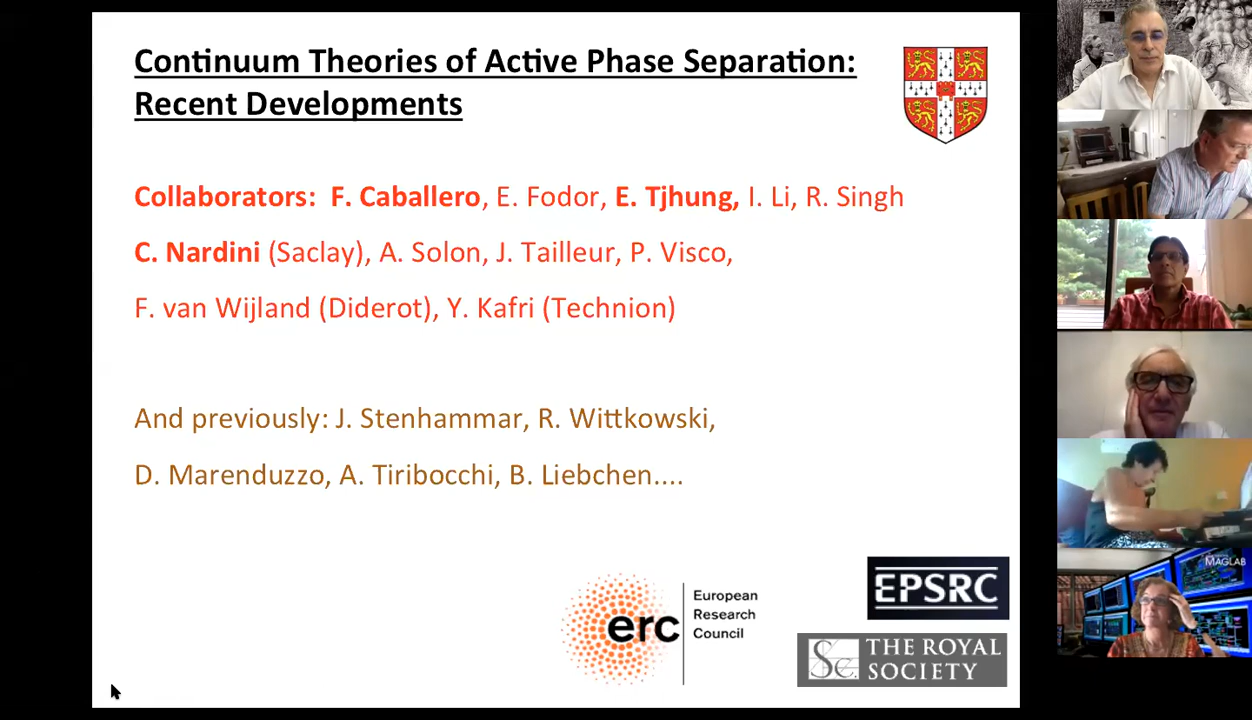 Continuum Theories of Active Phase Separation:
Recent Developments
Collaborators: F. Caballero, E. Fodor, E. Tjhung, I. Li, R. Singh
C. Nardini (Saclay), A. Solon, J. Tailleur, P. Visco,
F. van Wijland (Diderot), Y. Kafri (Technion)
And previously: J. Stenhammar, R. Wittkowski,
D. Marenduzzo, A. Tiribocchi, B. Liebchen....
erc
European
Research
Council
EPSRC
THE ROYAL
SOCIETY
MAGLAB